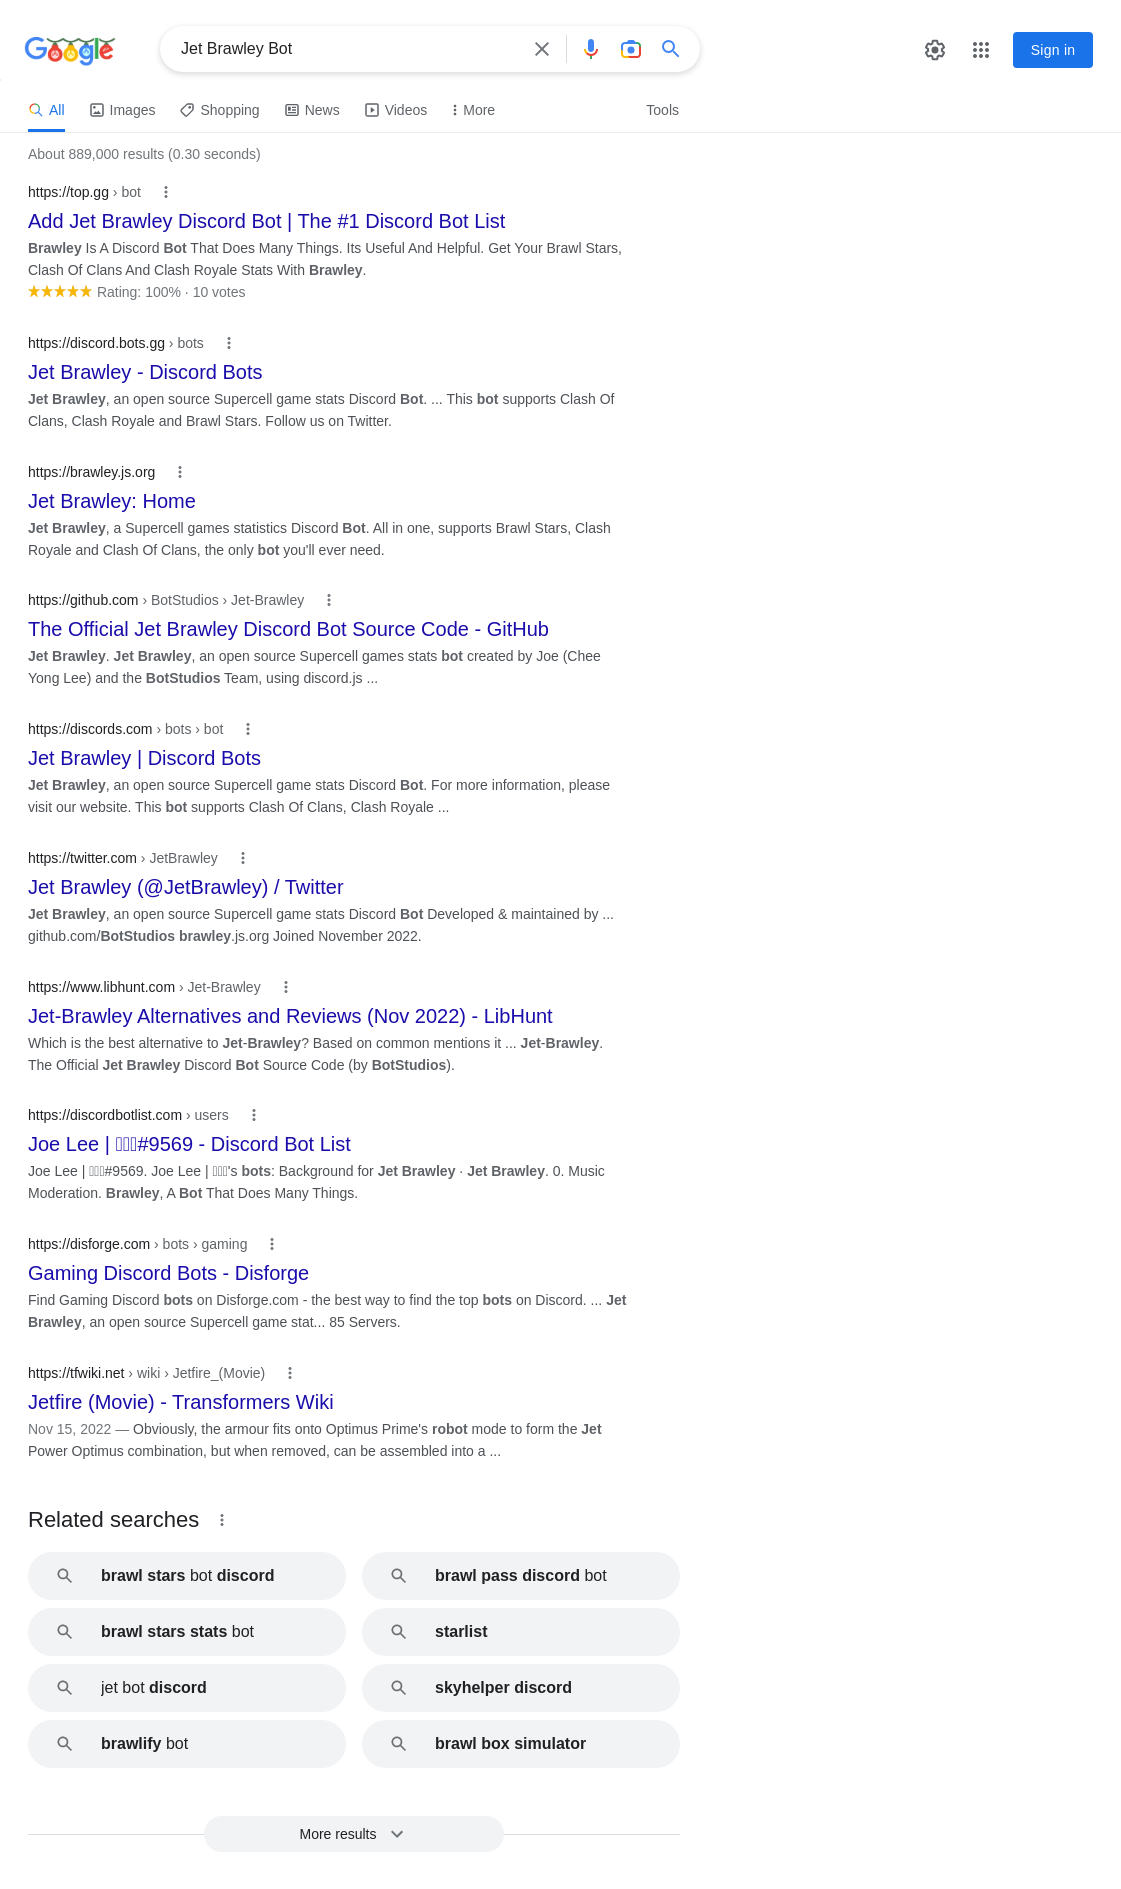 Google
Jet Brawley Bot
Sign in
All
Images
Shopping
News
Videos
More
Tools
About 889,000 results (0.30 seconds)
https://top.gg › bot
Add Jet Brawley Discord Bot | The #1 Discord Bot List
Brawley Is A Discord Bot That Does Many Things. Its Useful And Helpful. Get Your Brawl Stars,
Clash Of Clans And Clash Royale Stats With Brawley.
Rating: 100% · 10 votes
https://discord.bots.gg › bots
Jet Brawley - Discord Bots
Jet Brawley, an open source Supercell game stats Discord Bot. ... This bot supports Clash Of
Clans, Clash Royale and Brawl Stars. Follow us on Twitter.
https://brawley.js.org
Jet Brawley: Home
Jet Brawley, a Supercell games statistics Discord Bot. All in one, supports Brawl Stars, Clash
Royale and Clash Of Clans, the only bot you'll ever need.
https://github.com › BotStudios › Jet-Brawley
The Official Jet Brawley Discord Bot Source Code - GitHub
Jet Brawley. Jet Brawley, an open source Supercell games stats bot created by Joe (Chee
Yong Lee) and the BotStudios Team, using discord.js ...
https://discords.com › bots › bot
Jet Brawley | Discord Bots
Jet Brawley, an open source Supercell game stats Discord Bot. For more information, please
visit our website. This bot supports Clash Of Clans, Clash Royale ...
https://twitter.com › JetBrawley
Jet Brawley (@JetBrawley) / Twitter
Jet Brawley, an open source Supercell game stats Discord Bot Developed & maintained by ...
github.com/BotStudios brawley.js.org Joined November 2022.
https://www.libhunt.com › Jet-Brawley
Jet-Brawley Alternatives and Reviews (Nov 2022) - LibHunt
Which is the best alternative to Jet-Brawley? Based on common mentions it ... Jet-Brawley.
The Official Jet Brawley Discord Bot Source Code (by BotStudios).
https://discordbotlist.com › users
Joe Lee | #9569 - Discord Bot List
Joe Lee | #9569. Joe Lee | 's bots: Background for Jet Brawley · Jet Brawley. 0. Music
Moderation. Brawley, A Bot That Does Many Things.
https://disforge.com › bots › gaming
Gaming Discord Bots - Disforge
Find Gaming Discord bots on Disforge.com - the best way to find the top bots on Discord. ... Jet
Brawley, an open source Supercell game stat... 85 Servers.
https://tfwiki.net › wiki › Jetfire_(Movie)
Jetfire (Movie) - Transformers Wiki
Nov 15, 2022 — Obviously, the armour fits onto Optimus Prime's robot mode to form the Jet
Power Optimus combination, but when removed, can be assembled into a ...
Related searches
brawl stars bot discord
brawl pass discord bot
brawl stars stats bot
starlist
jet bot discord
skyhelper discord
brawlify bot
brawl box simulator
More results